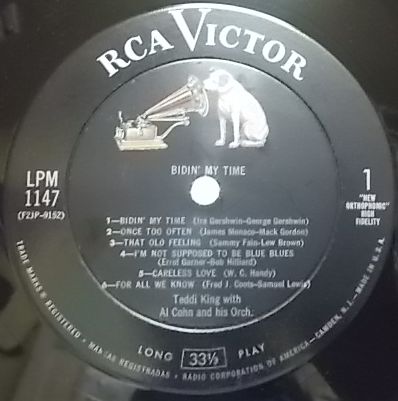 RCA VICTOR
BIDIN' MY TIME
LPM
1147
(F2JP-9152)
1
"NEW
ORTHOPHONIC"
HIGH
FIDELITY
1—BIDIN' MY TIME (Ira Gershwin-George Gershwin)
2—ONCE TOO OFTEN (James Monaco-Mack Gordon)
3—THAT OLD FEELING (Sammy Fain-Lew Brown)
4—I'M NOT SUPPOSED TO BE BLUE BLUES
(Errol Garner-Bob Hilliard)
5—CARELESS LOVE (W. C. Handy)
6—FOR ALL WE KNOW (Fred J. Coots-Samuel Lewis)
Teddi King with
Al Cohn and his Orch.
LONG 33⅓ PLAY
TRADE MARKS ® REGISTERED • MARCAS REGISTRADAS • RADIO CORPORATION OF AMERICA—CAMDEN, N. J.—MADE IN U.S.A.